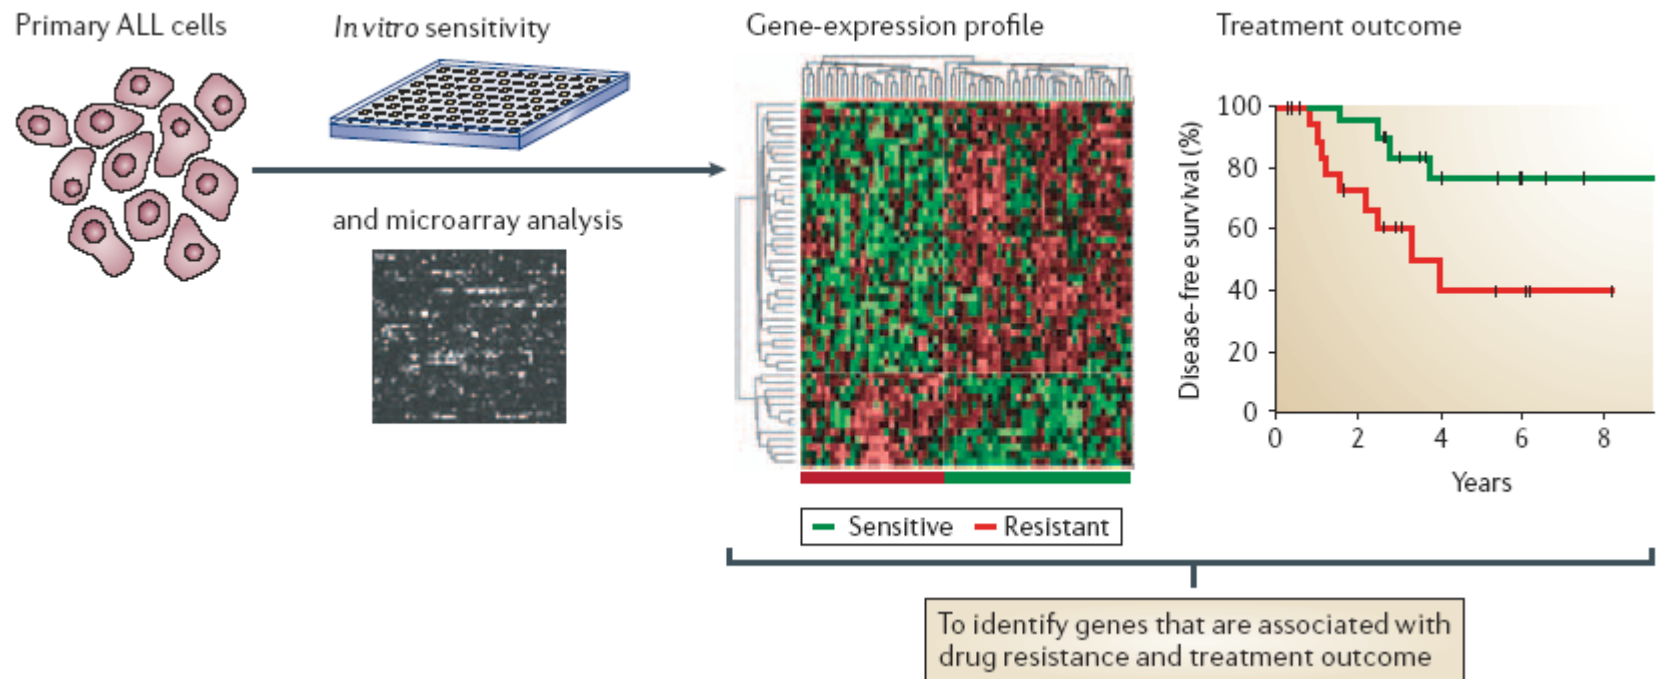 Primary ALL cells
In vitro sensitivity
and microarray analysis
Gene-expression profile
Sensitive
Resistant
Treatment outcome
Disease-free survival (%)
100
80
60
40
20
0
0 2 4 6 8
Years
To identify genes that are associated with
drug resistance and treatment outcome